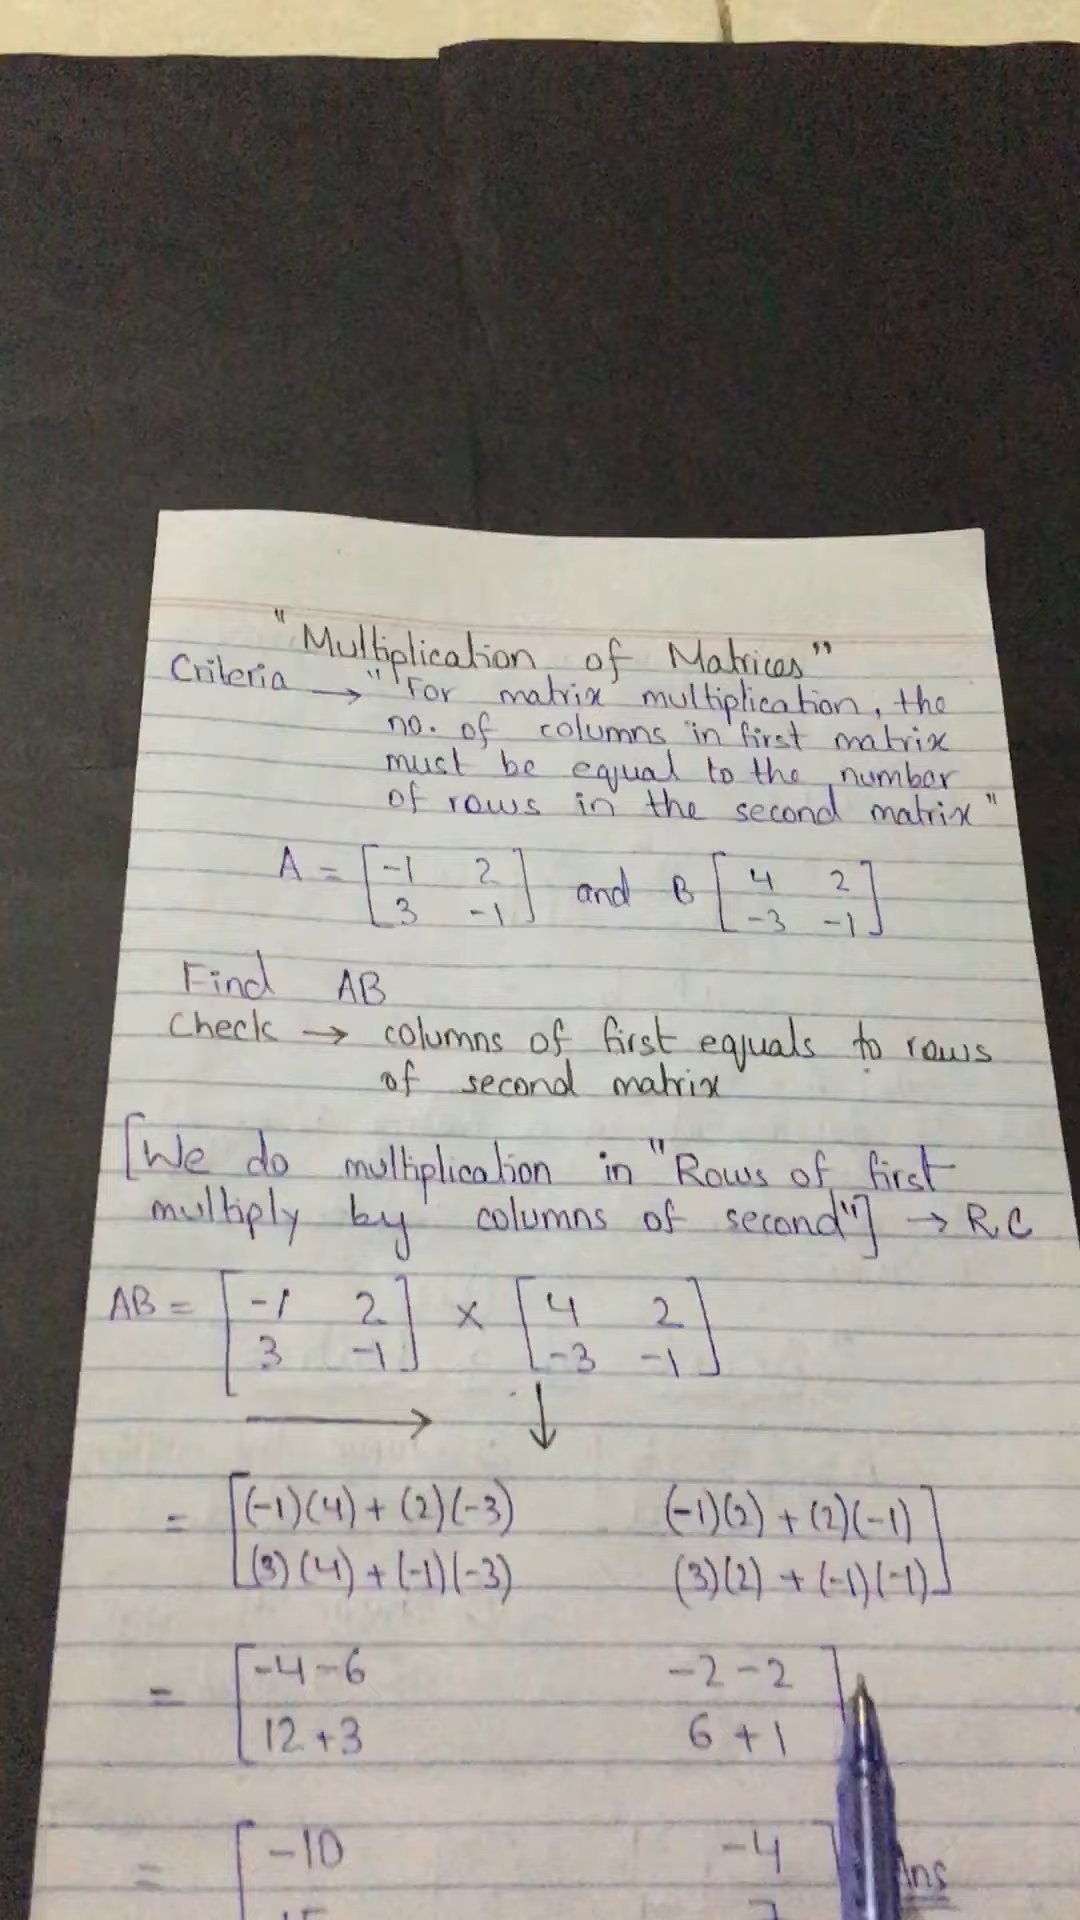 "Multiplication of Matrices"
Criteria → "For matrix multiplication, the
no. of columns in first matrix
must be equal to the number
of rows in the second matrix"
A = [-1 2] and B [4 2]
[3 -1] [-3 -1]
Find AB
Check → columns of first equals to rows
of second matrix
[We do multiplication in "Rows of first
multiply by columns of second"] → R.C
AB = [-1 2] × [4 2]
[3 -1] [-3 -1]
→ ↓
= [(-1)(4) + (2)(-3) (-1)(2) + (2)(-1)]
[(3)(4) + (-1)(-3) (3)(2) + (-1)(-1)]
= [-4-6 -2-2]
[12+3 6+1]
= [-10 -4] Ans